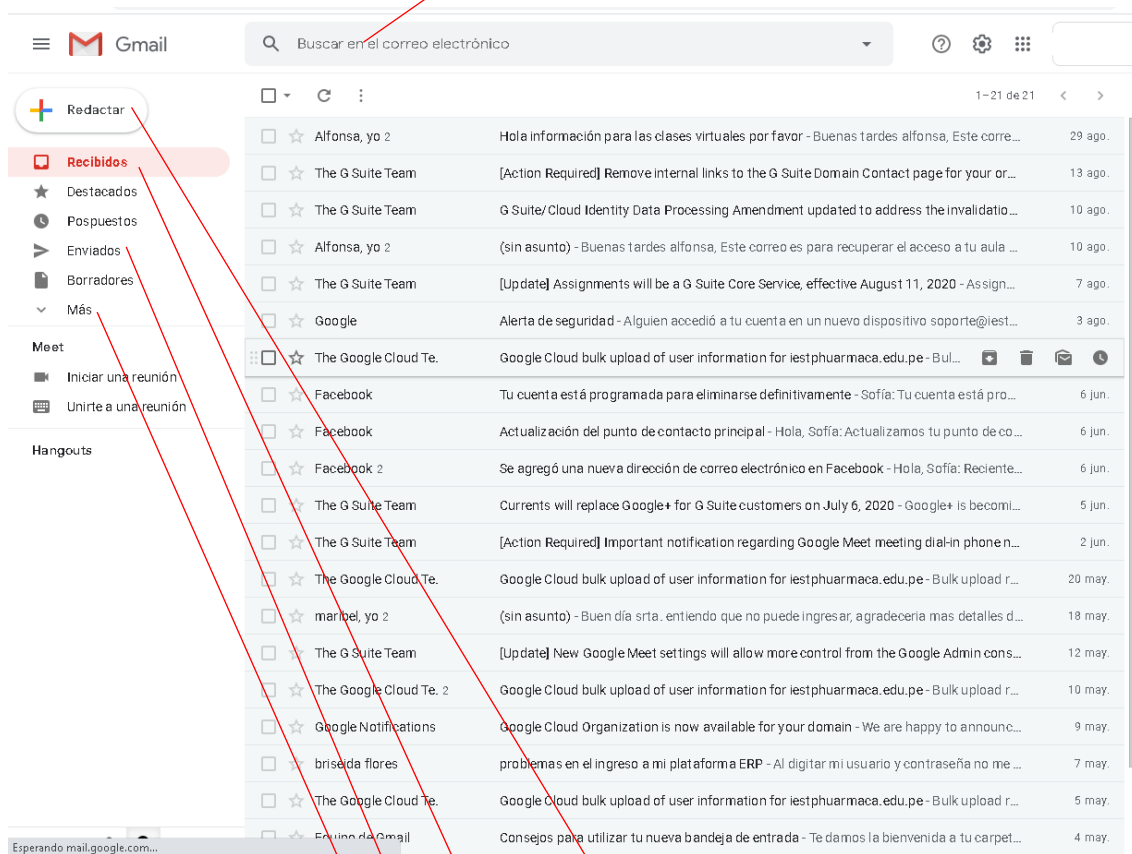 Gmail
Buscar en el correo electrónico
Redactar
1–21 de 21
Recibidos
Destacados
Pospuestos
Enviados
Borradores
Más
Meet
Iniciar una reunión
Unirte a una reunión
Hangouts
Alfonsa, yo 2 Hola información para las clases virtuales por favor - Buenas tardes alfonsa, Este corre... 29 ago.
The G Suite Team [Action Required] Remove internal links to the G Suite Domain Contact page for your or... 13 ago.
The G Suite Team G Suite/Cloud Identity Data Processing Amendment updated to address the invalidatio... 10 ago.
Alfonsa, yo 2 (sin asunto) - Buenas tardes alfonsa, Este correo es para recuperar el acceso a tu aula ... 10 ago.
The G Suite Team [Update] Assignments will be a G Suite Core Service, effective August 11, 2020 - Assign... 7 ago.
Google Alerta de seguridad - Alguien accedió a tu cuenta en un nuevo dispositivo soporte@iest... 3 ago.
The Google Cloud Te. Google Cloud bulk upload of user information for iestphuarmaca.edu.pe - Bul...
Facebook Tu cuenta está programada para eliminarse definitivamente - Sofía: Tu cuenta está pro... 6 jun.
Facebook Actualización del punto de contacto principal - Hola, Sofía: Actualizamos tu punto de co... 6 jun.
Facebook 2 Se agregó una nueva dirección de correo electrónico en Facebook - Hola, Sofía: Reciente... 6 jun.
The G Suite Team Currents will replace Google+ for G Suite customers on July 6, 2020 - Google+ is becomi... 5 jun.
The G Suite Team [Action Required] Important notification regarding Google Meet meeting dial-in phone n... 2 jun.
The Google Cloud Te. Google Cloud bulk upload of user information for iestphuarmaca.edu.pe - Bulk upload r... 20 may.
maribel, yo 2 (sin asunto) - Buen día srta. entiendo que no puede ingresar, agradeceria mas detalles d... 18 may.
The G Suite Team [Update] New Google Meet settings will allow more control from the Google Admin cons... 12 may.
The Google Cloud Te. 2 Google Cloud bulk upload of user information for iestphuarmaca.edu.pe - Bulk upload r... 10 may.
Google Notifications Google Cloud Organization is now available for your domain - We are happy to announc... 9 may.
briseida flores problemas en el ingreso a mi plataforma ERP - Al digitar mi usuario y contraseña no me ... 7 may.
The Google Cloud Te. Google Cloud bulk upload of user information for iestphuarmaca.edu.pe - Bulk upload r... 5 may.
Equipo de Gmail Consejos para utilizar tu nueva bandeja de entrada - Te damos la bienvenida a tu carpet... 4 may.
Esperando mail.google.com...